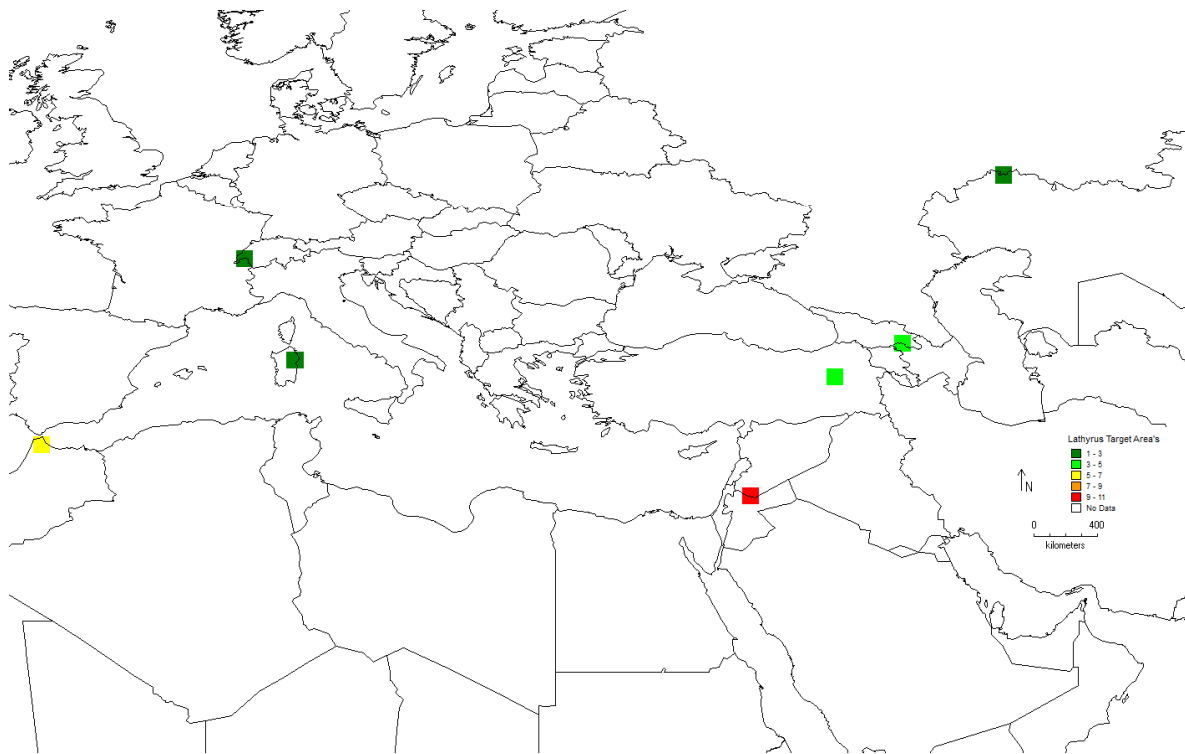 Lathyrus Target Area's
1 - 3
3 - 5
5 - 7
7 - 9
9 - 11
No Data
N
0 400
kilometers